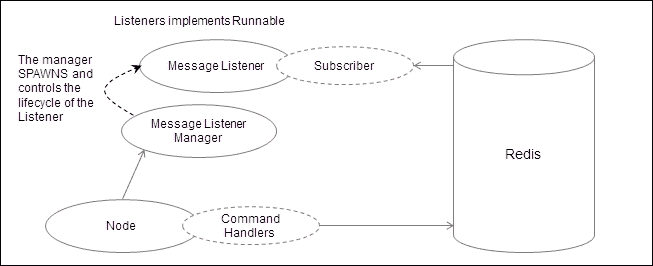 Listeners implements Runnable
The manager
SPAWNS and
controls the
lifecycle of the
Listener
Message Listener
Subscriber
Message Listener
Manager
Redis
Node
Command
Handlers